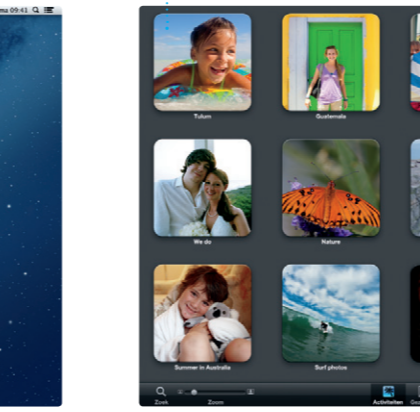 ma 09:41
Tulum
Guatemala
We do
Nature
Summer in Australia
Surf photos
Zoek
Zoom
Activiteiten